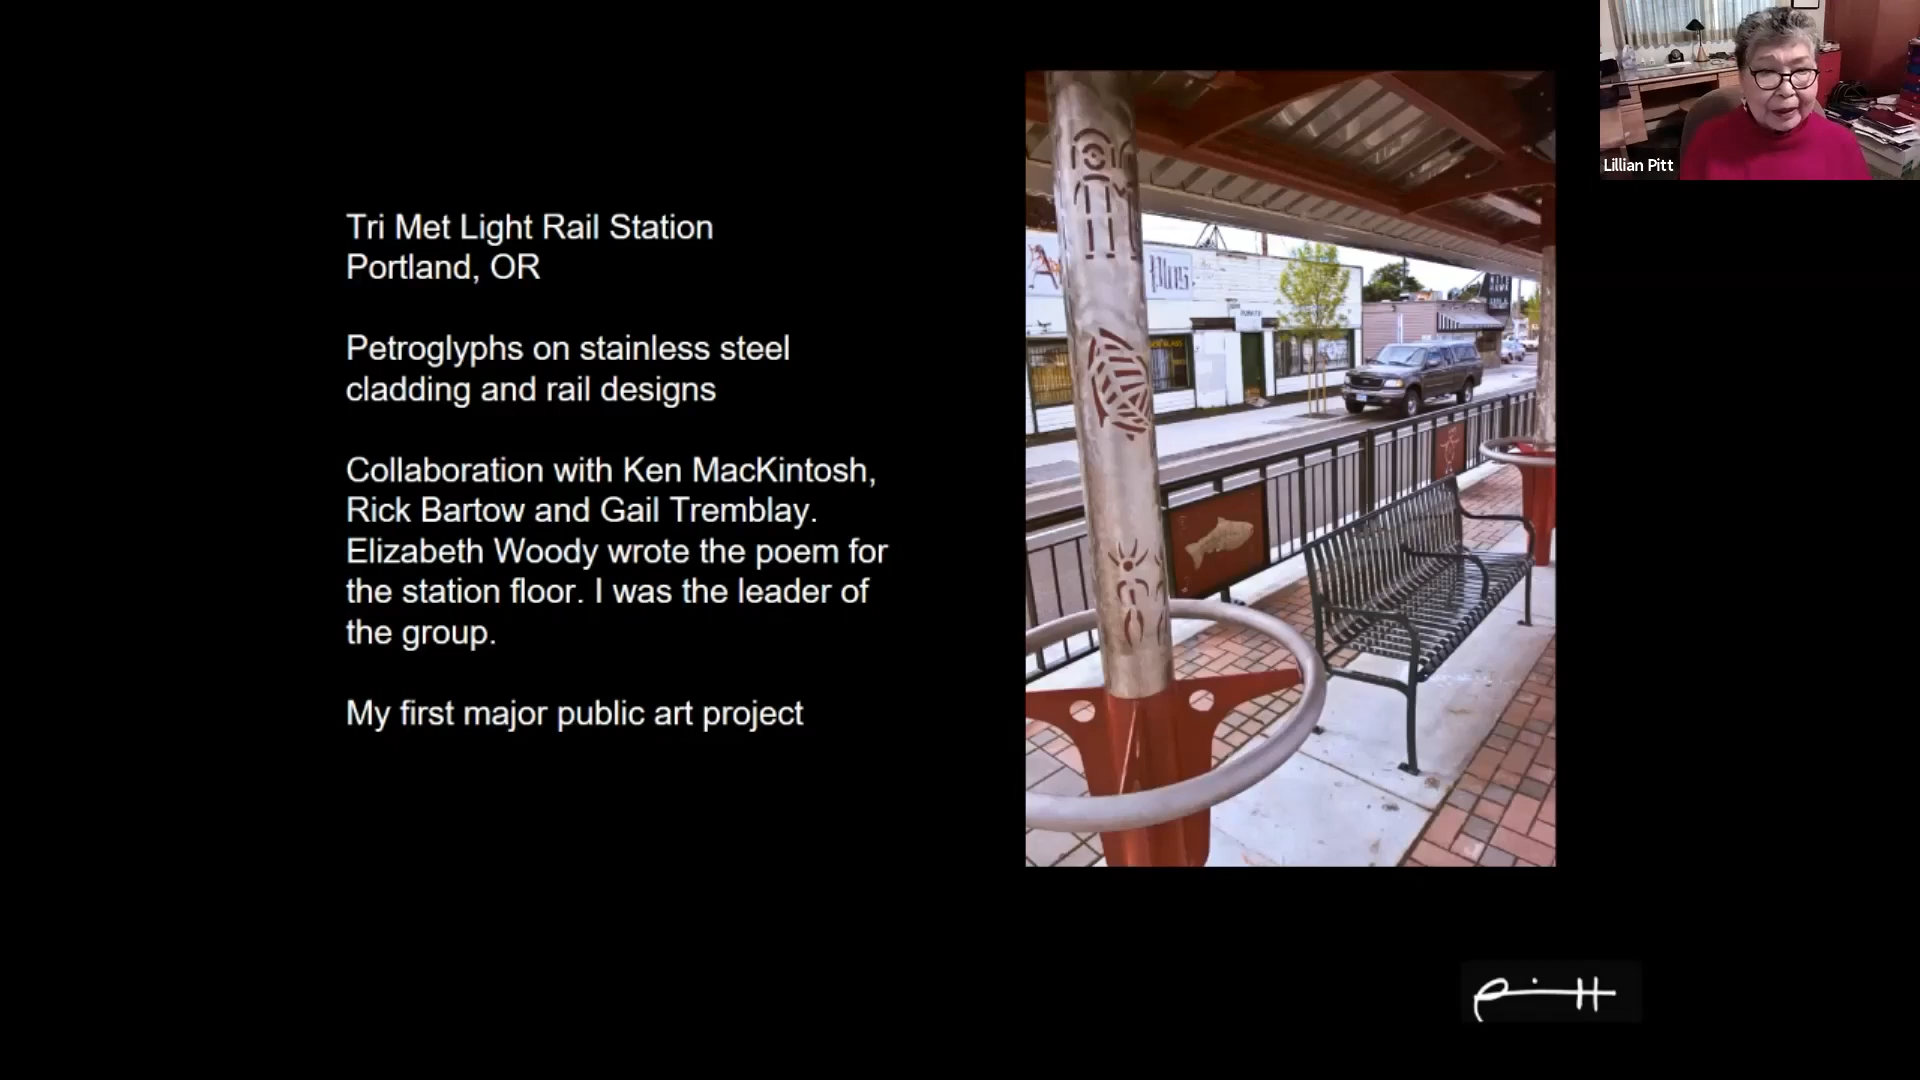 Tri Met Light Rail Station
Portland, OR
Petroglyphs on stainless steel
cladding and rail designs
Collaboration with Ken MacKintosh,
Rick Bartow and Gail Tremblay.
Elizabeth Woody wrote the poem for
the station floor. I was the leader of
the group.
My first major public art project
Plus
Lillian Pitt
Pitt